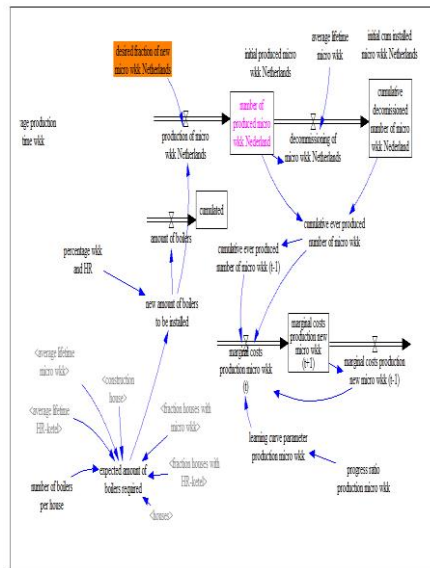 desired fraction of new
micro wkk Netherlands
initial produced micro
wkk Netherlands
average lifetime
micro wkk
initial cum installed
micro wkk Netherlands
age production
time wkk
production of micro
wkk Netherlands
number of
produced micro
wkk Nederland
decommissioning of
micro wkk Netherlands
cumulative
decomissioned
number of micro
wkk Nederland
cumulated
amount of boilers
percentage wkk
and HR
new amount of boilers
to be installed
cumulative ever produced
number of micro wkk
cumulative ever produced
number of micro wkk (t-1)
marginal costs
production micro wkk
(t)
marginal costs
production new
micro wkk
(t+1)
marginal costs production
new micro wkk (t-1)
<average lifetime
micro wkk>
<construction
house>
<average lifetime
HR-ketel>
<fraction houses with
micro wkk>
<fraction houses with
HR-ketel>
expected amount of
boilers required
number of boilers
per house
<houses>
learning curve parameter
production micro wkk
progress ratio
production micro wkk